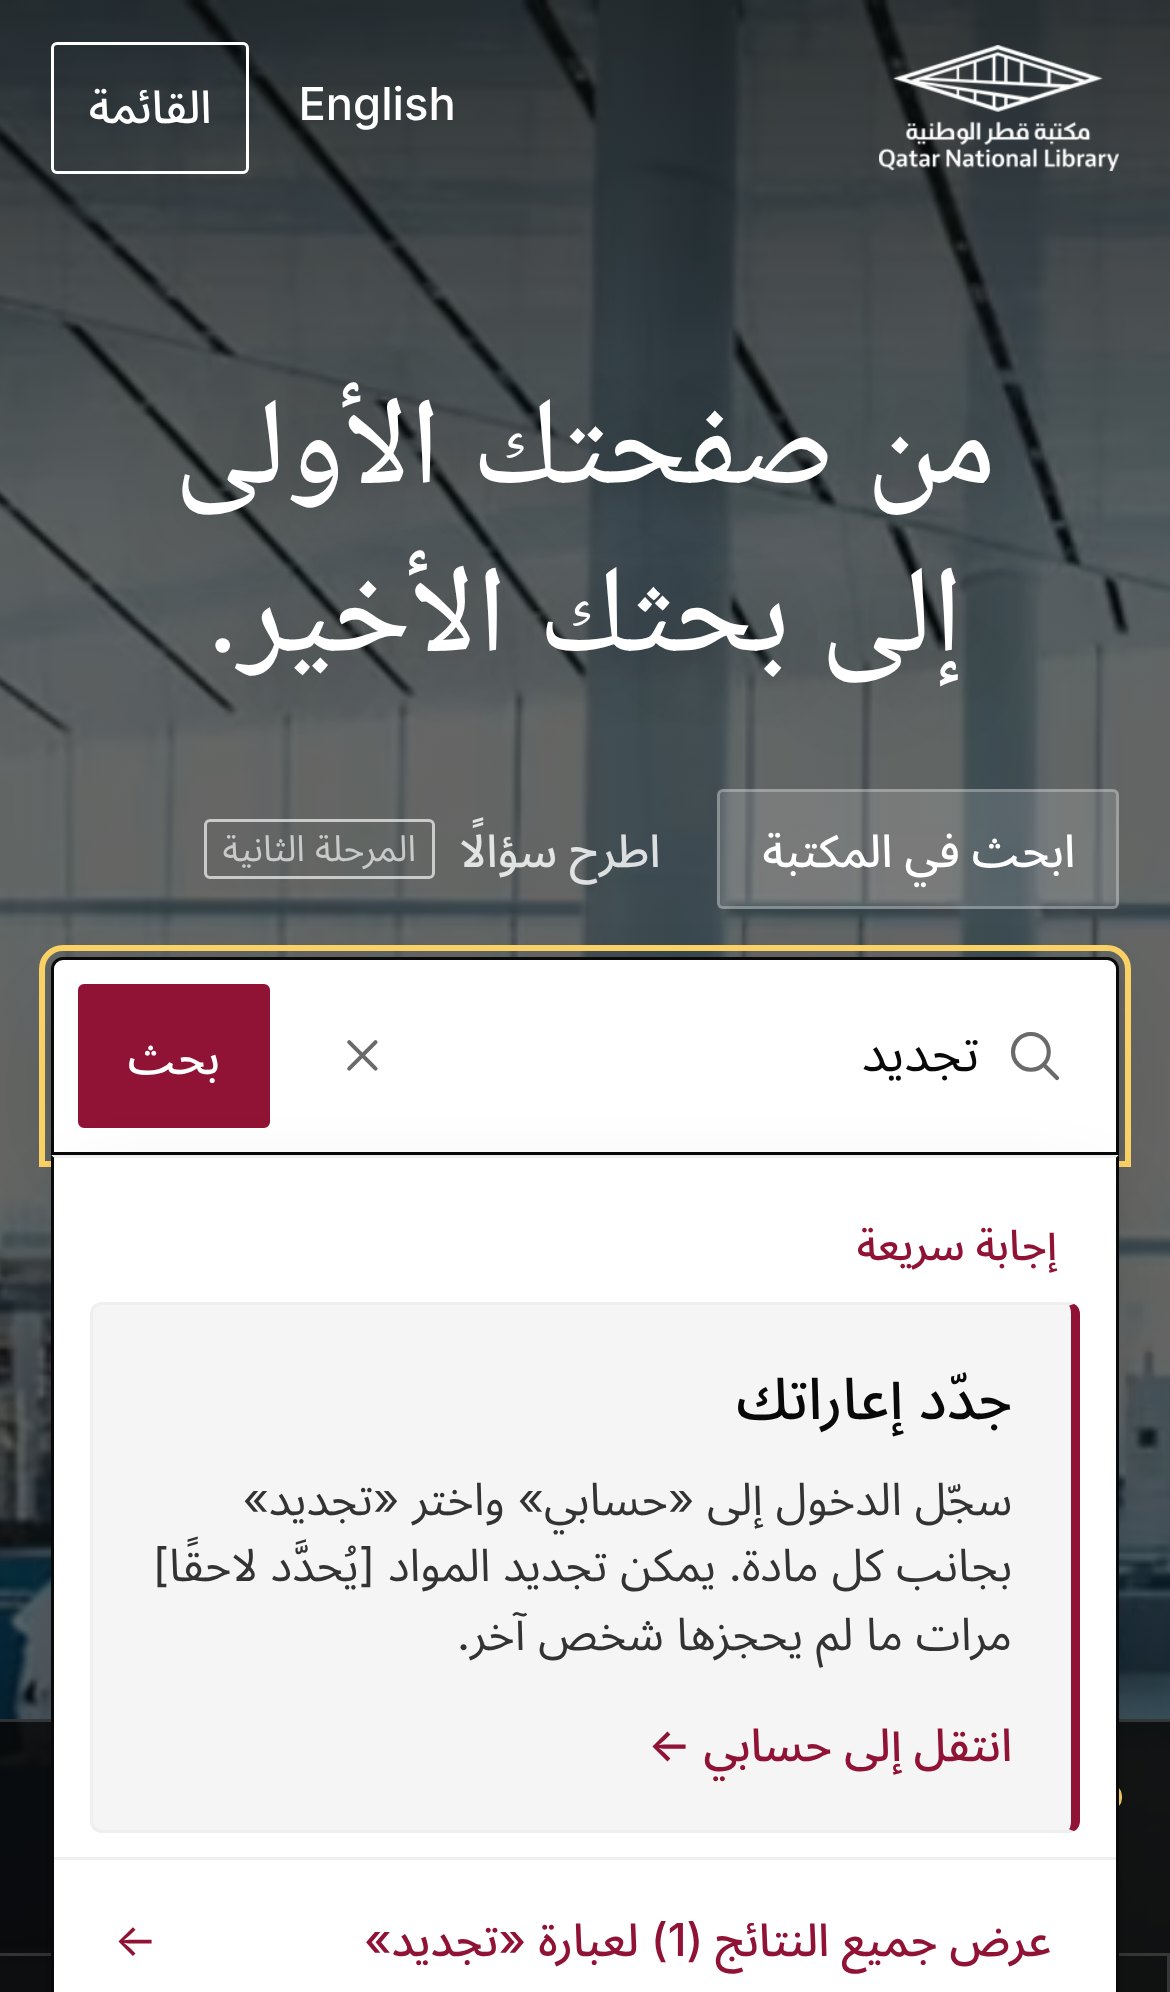 مكتبة قطر الوطنية
Qatar National Library
English
القائمة
من صفحتك الأولى
إلى بحثك الأخير.
ابحث في المكتبة
اطرح سؤالًا
المرحلة الثانية
تجديد
بحث
إجابة سريعة
جدّد إعاراتك
سجّل الدخول إلى «حسابي» واختر «تجديد»
بجانب كل مادة. يمكن تجديد المواد [يُحدَّد لاحقًا]
مرات ما لم يحجزها شخص آخر.
انتقل إلى حسابي ←
عرض جميع النتائج (1) لعبارة «تجديد» ←